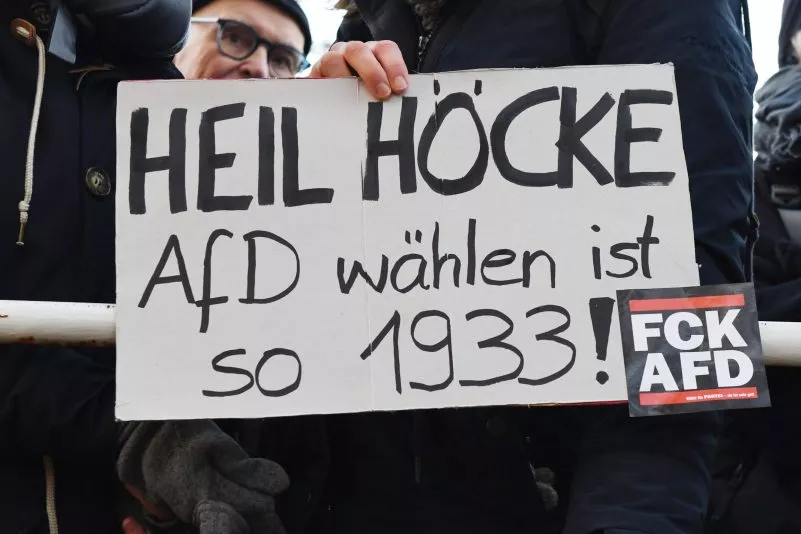 HEIL HÖCKE
AfD wählen ist
so 1933!
FCK
AFD